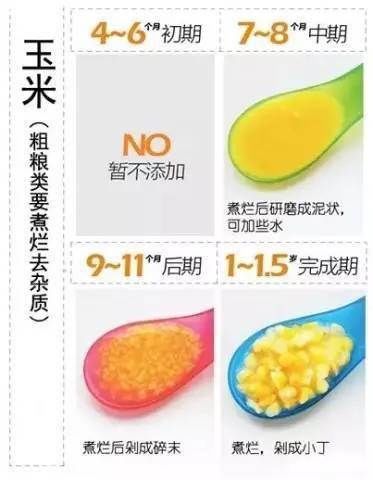 玉米
(粗粮类要煮烂去杂质)
4~6个月初期
NO
暂不添加
7~8个月中期
煮烂后研磨成泥状,
可加些水
9~11个月后期
煮烂后剁成碎末
1~1.5岁完成期
煮烂，剁成小丁